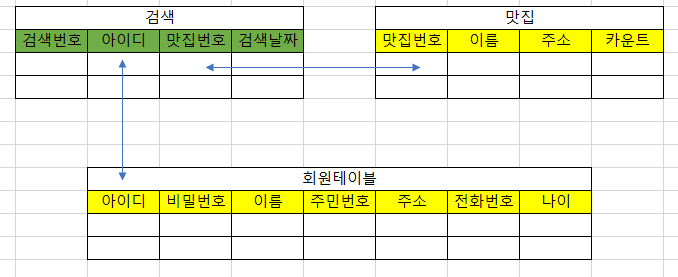 검색
검색번호 아이디 맛집번호 검색날짜
맛집
맛집번호 이름 주소 카운트
회원테이블
아이디 비밀번호 이름 주민번호 주소 전화번호 나이